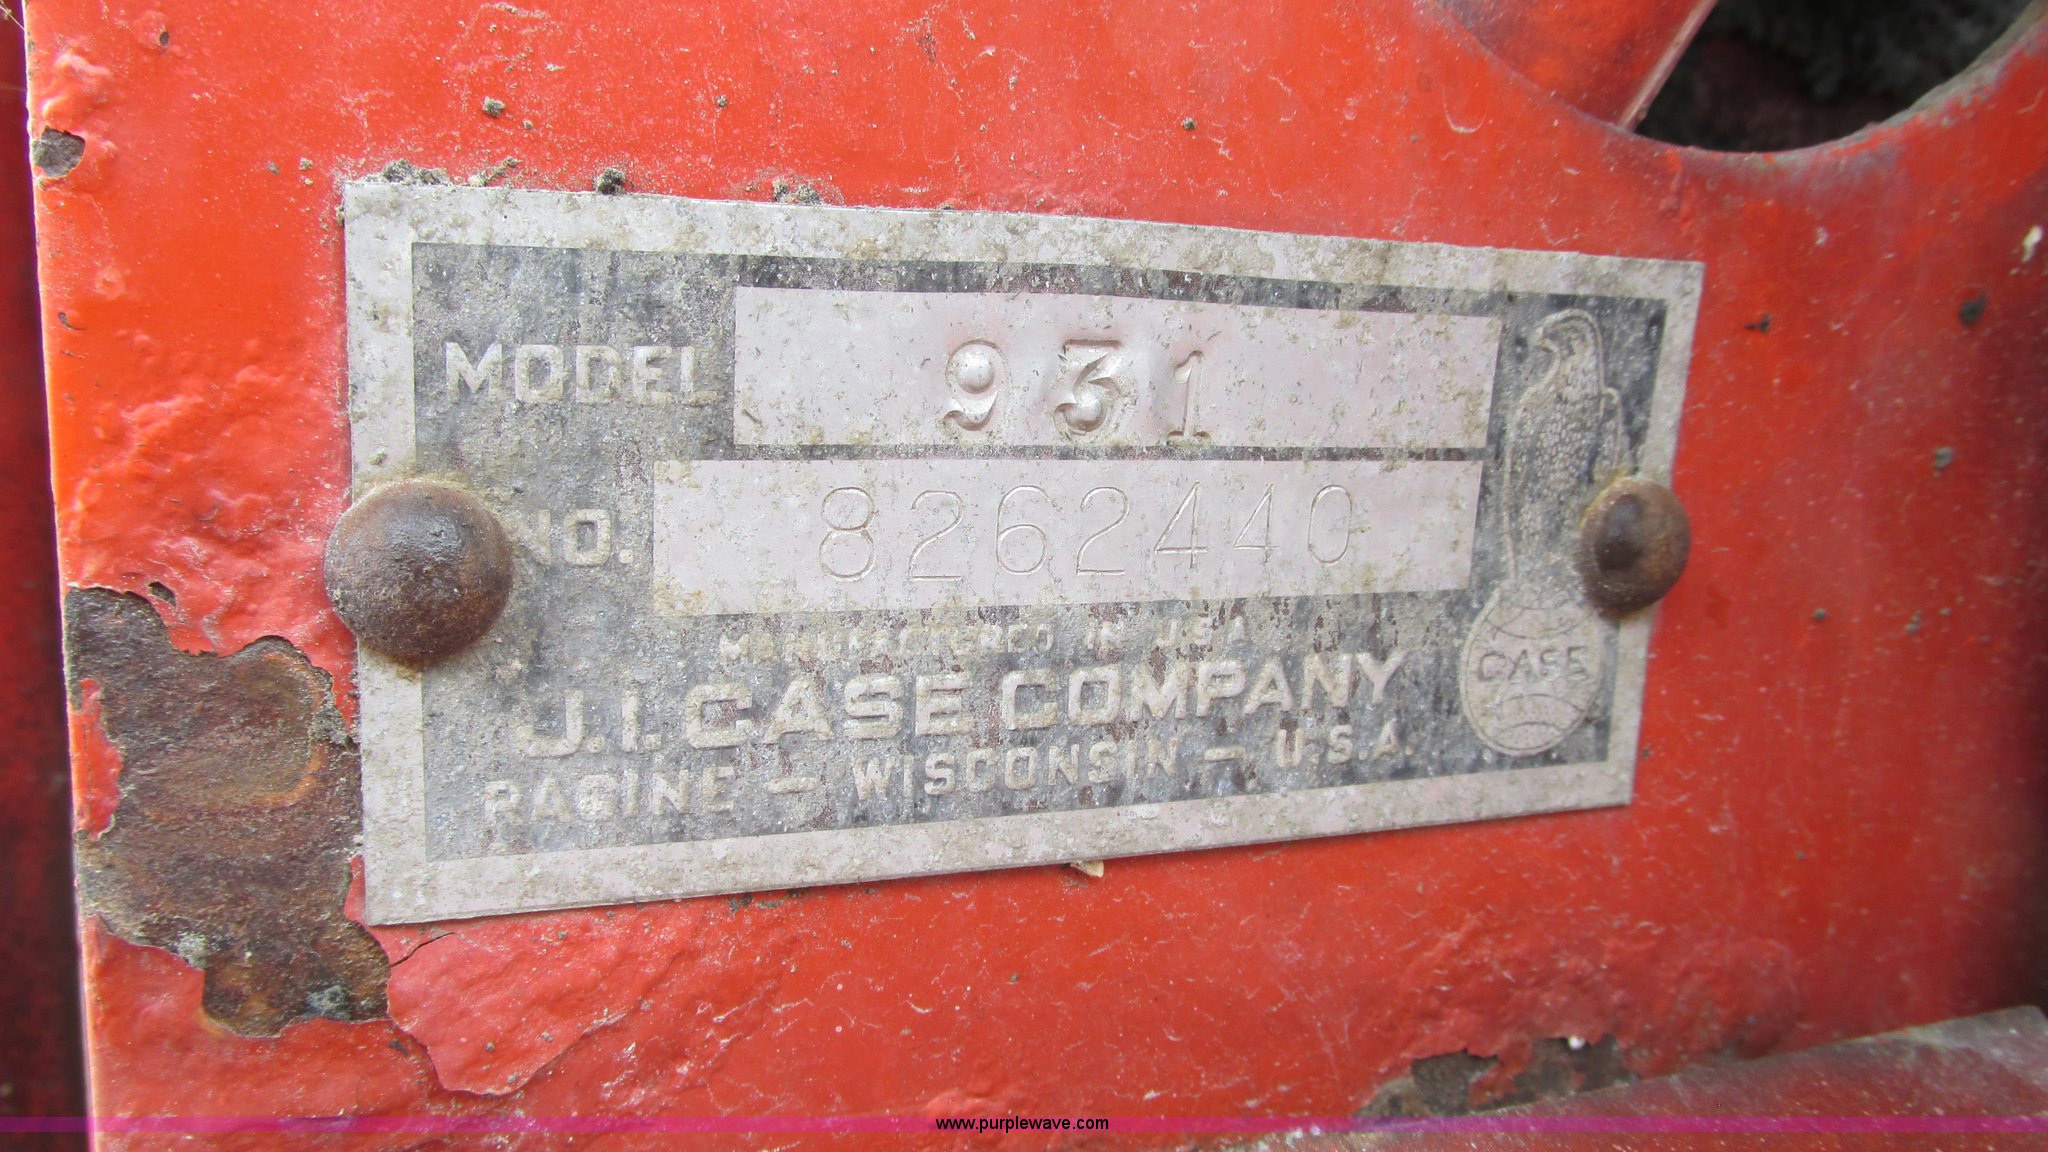 MODEL 931
NO. 8262440
MANUFACTURED IN U.S.A.
J.I. CASE COMPANY
RACINE — WISCONSIN — U.S.A.
CASE
www.purplewave.com